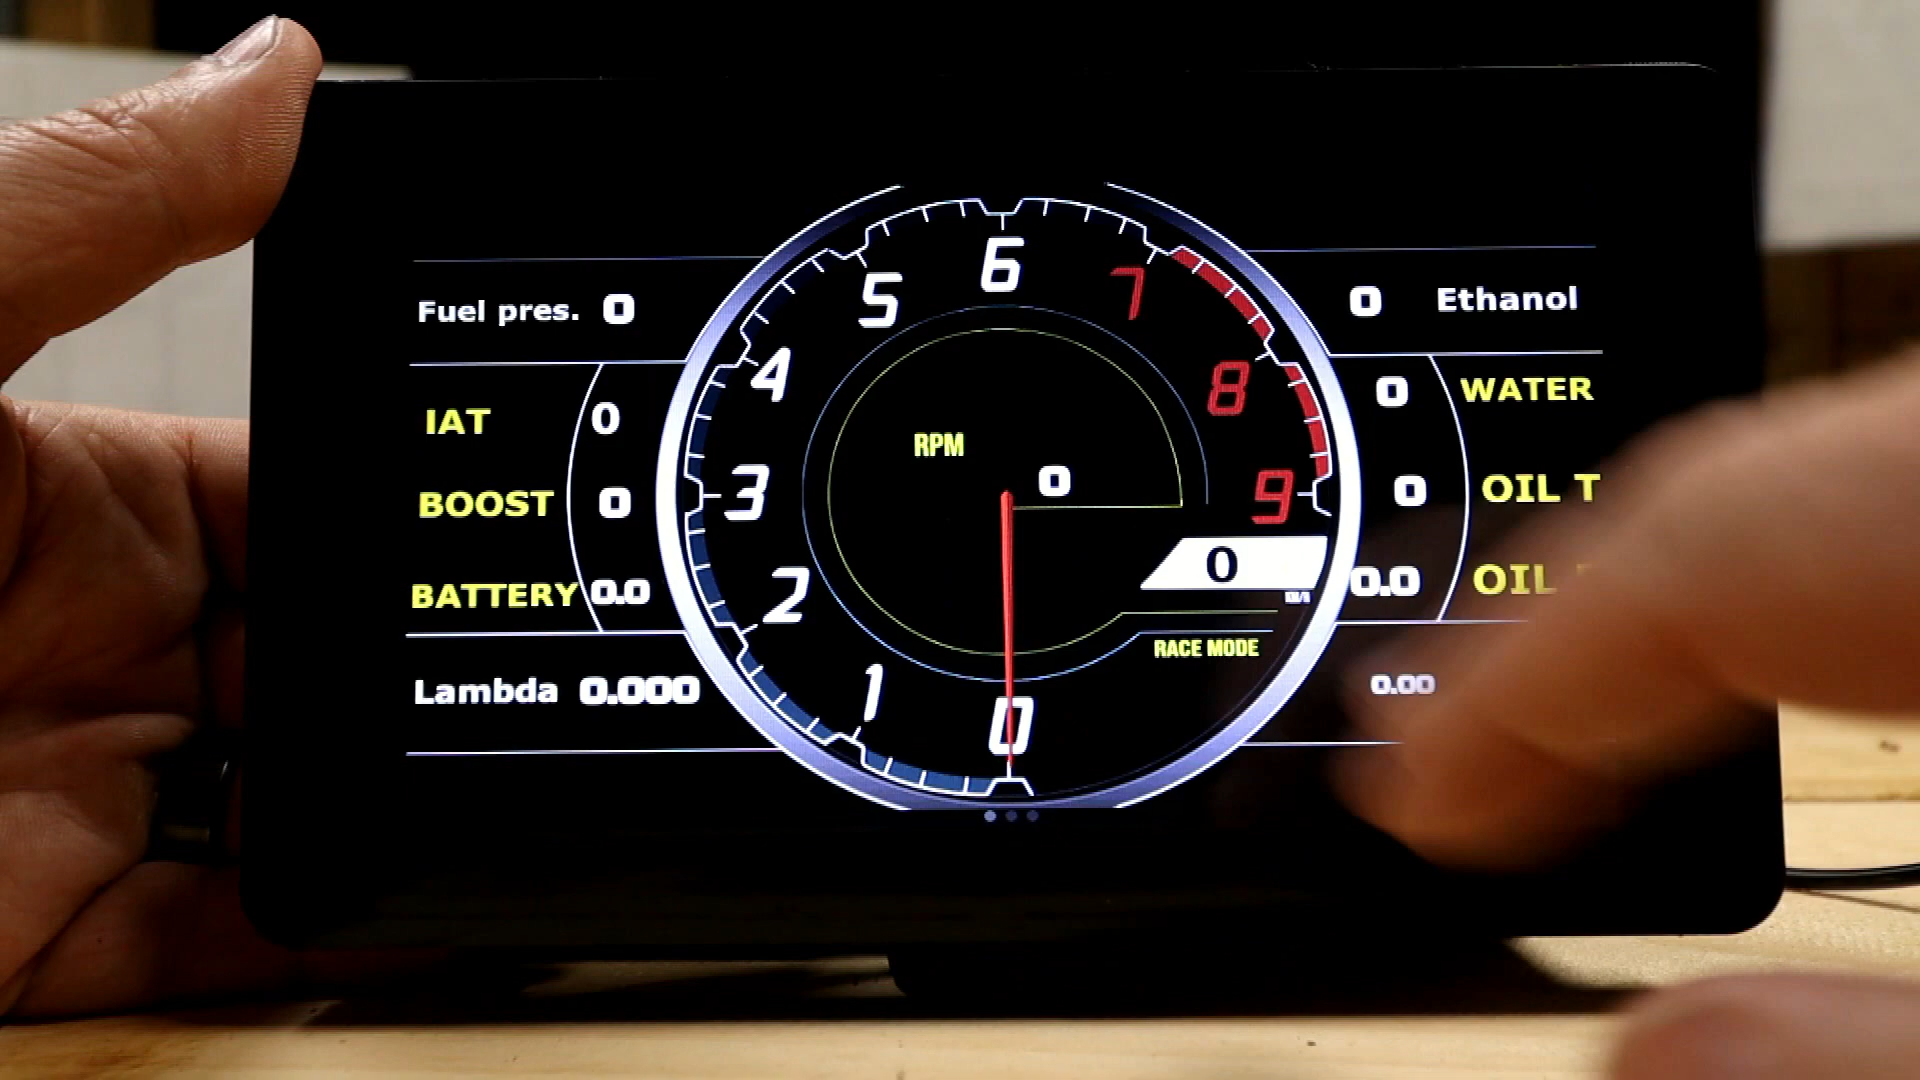 6
5
7
Fuel pres. 0
0 Ethanol
4
8
IAT 0
0 WATER
RPM
0
3
9
BOOST 0
0 OIL T
0
2
BATTERY 0.0
0.0 OIL
RACE MODE
Lambda 0.000
1
0
0.00